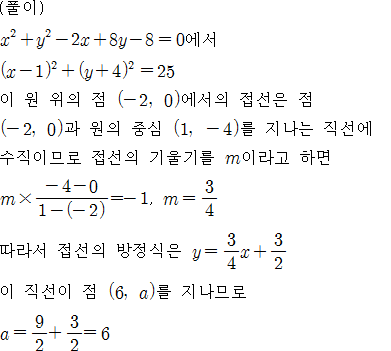 (풀이)
x²+y²−2x+8y−8=0에서
(x−1)²+(y+4)²=25
이 원 위의 점 (−2, 0)에서의 접선은 점
(−2, 0)과 원의 중심 (1, −4)를 지나는 직선에
수직이므로 접선의 기울기를 m이라고 하면
m×\frac{−4−0}{1−(−2)}=−1, m=\frac{3}{4}
따라서 접선의 방정식은 y=\frac{3}{4}x+\frac{3}{2}
이 직선이 점 (6, a)를 지나므로
a=\frac{9}{2}+\frac{3}{2}=6